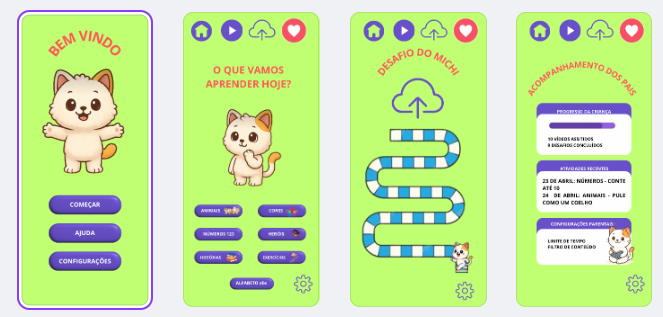 BEM VINDO
COMEÇAR
AJUDA
CONFIGURAÇÕES
O QUE VAMOS
APRENDER HOJE?
ANIMAIS
CORES
NÚMEROS 123
HERÓIS
HISTÓRIAS
EXERCÍCIOS
ALFABETO abc
DESAFIO DO MICHI
ACOMPANHAMENTO DOS PAIS
PROGRESSO DA CRIANÇA
10 VÍDEOS ASSITIDOS
9 DESAFIOS CONCLUÍDOS
ATIVIDADES RECENTES
23 DE ABRIL: NÚMEROS - CONTE
ATÉ 10
24 DE ABRIL: ANIMAIS - PULE
COMO UM COELHO
CONFIGURAÇÕES PARENTAIS
LIMITE DE TEMPO
FILTRO DE CONTEÚDO